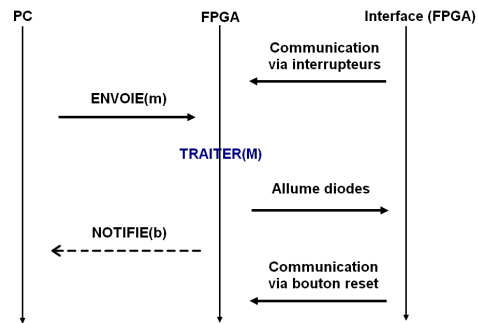 PC
FPGA
Interface (FPGA)
Communication
via interrupteurs
ENVOIE(m)
TRAITER(M)
Allume diodes
NOTIFIE(b)
Communication
via bouton reset